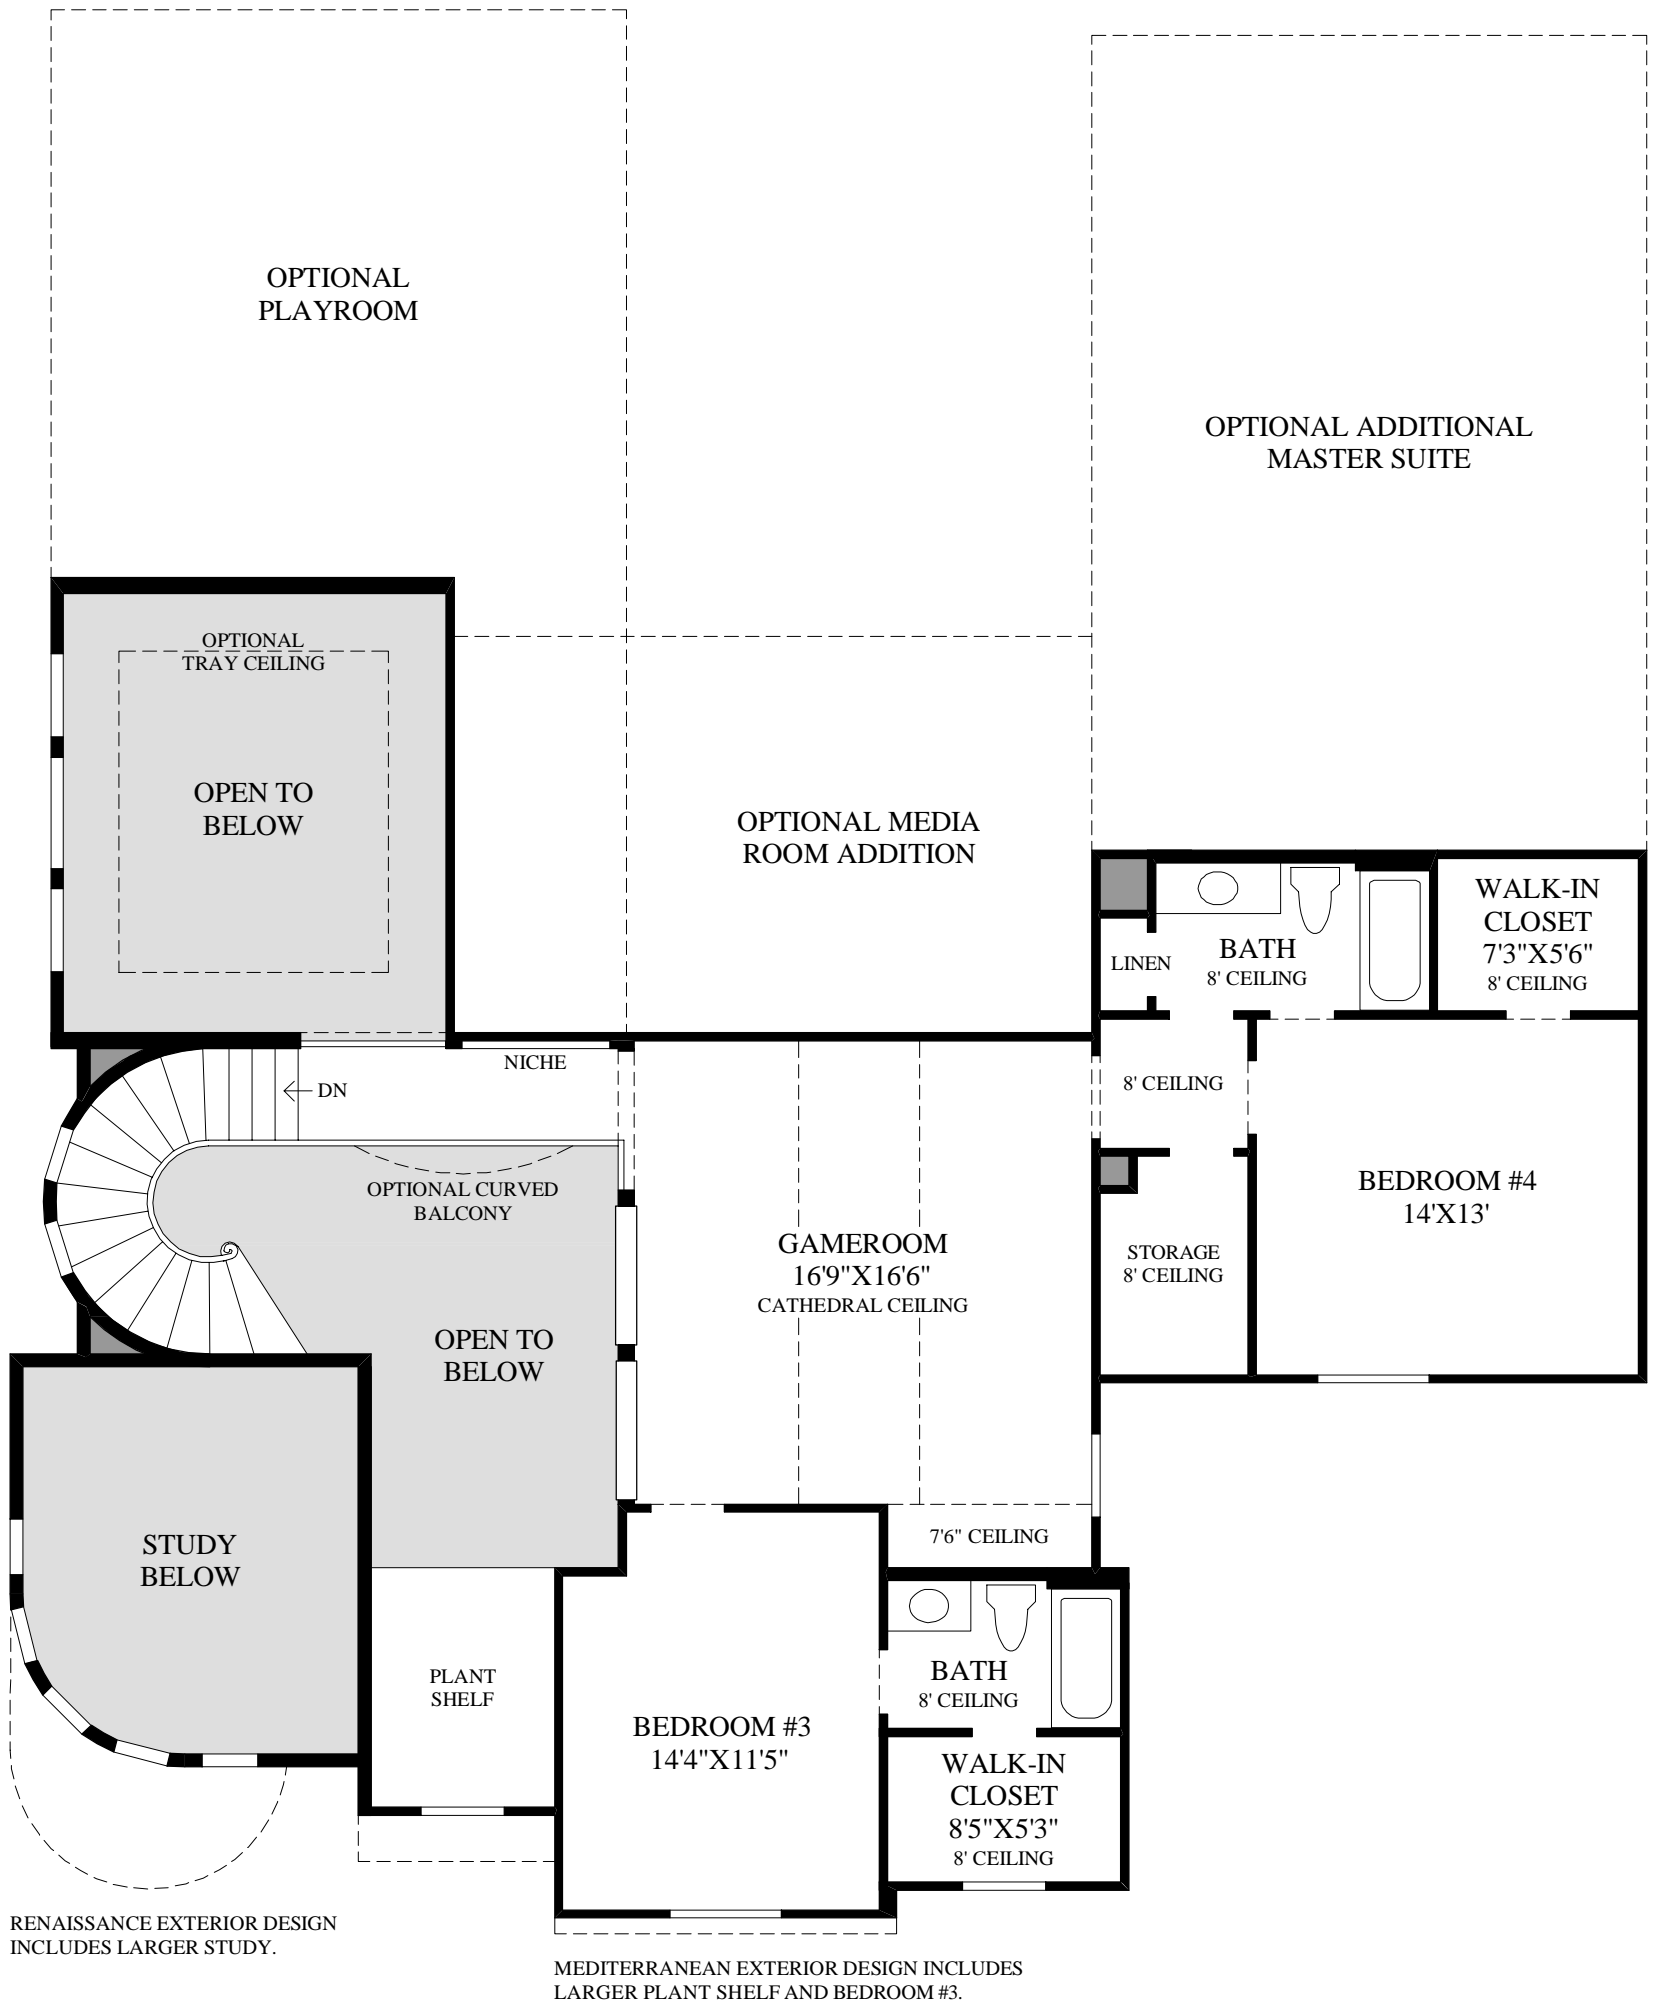 OPTIONAL
PLAYROOM
OPTIONAL ADDITIONAL
MASTER SUITE
OPTIONAL
TRAY CEILING
OPEN TO
BELOW
OPTIONAL MEDIA
ROOM ADDITION
LINEN
BATH
8' CEILING
WALK-IN
CLOSET
7'3"X5'6"
8' CEILING
NICHE
DN
8' CEILING
OPTIONAL CURVED
BALCONY
GAMEROOM
16'9"X16'6"
CATHEDRAL CEILING
STORAGE
8' CEILING
BEDROOM #4
14'X13'
OPEN TO
BELOW
STUDY
BELOW
7'6" CEILING
PLANT
SHELF
BEDROOM #3
14'4"X11'5"
BATH
8' CEILING
WALK-IN
CLOSET
8'5"X5'3"
8' CEILING
RENAISSANCE EXTERIOR DESIGN
INCLUDES LARGER STUDY.
MEDITERRANEAN EXTERIOR DESIGN INCLUDES
LARGER PLANT SHELF AND BEDROOM #3.